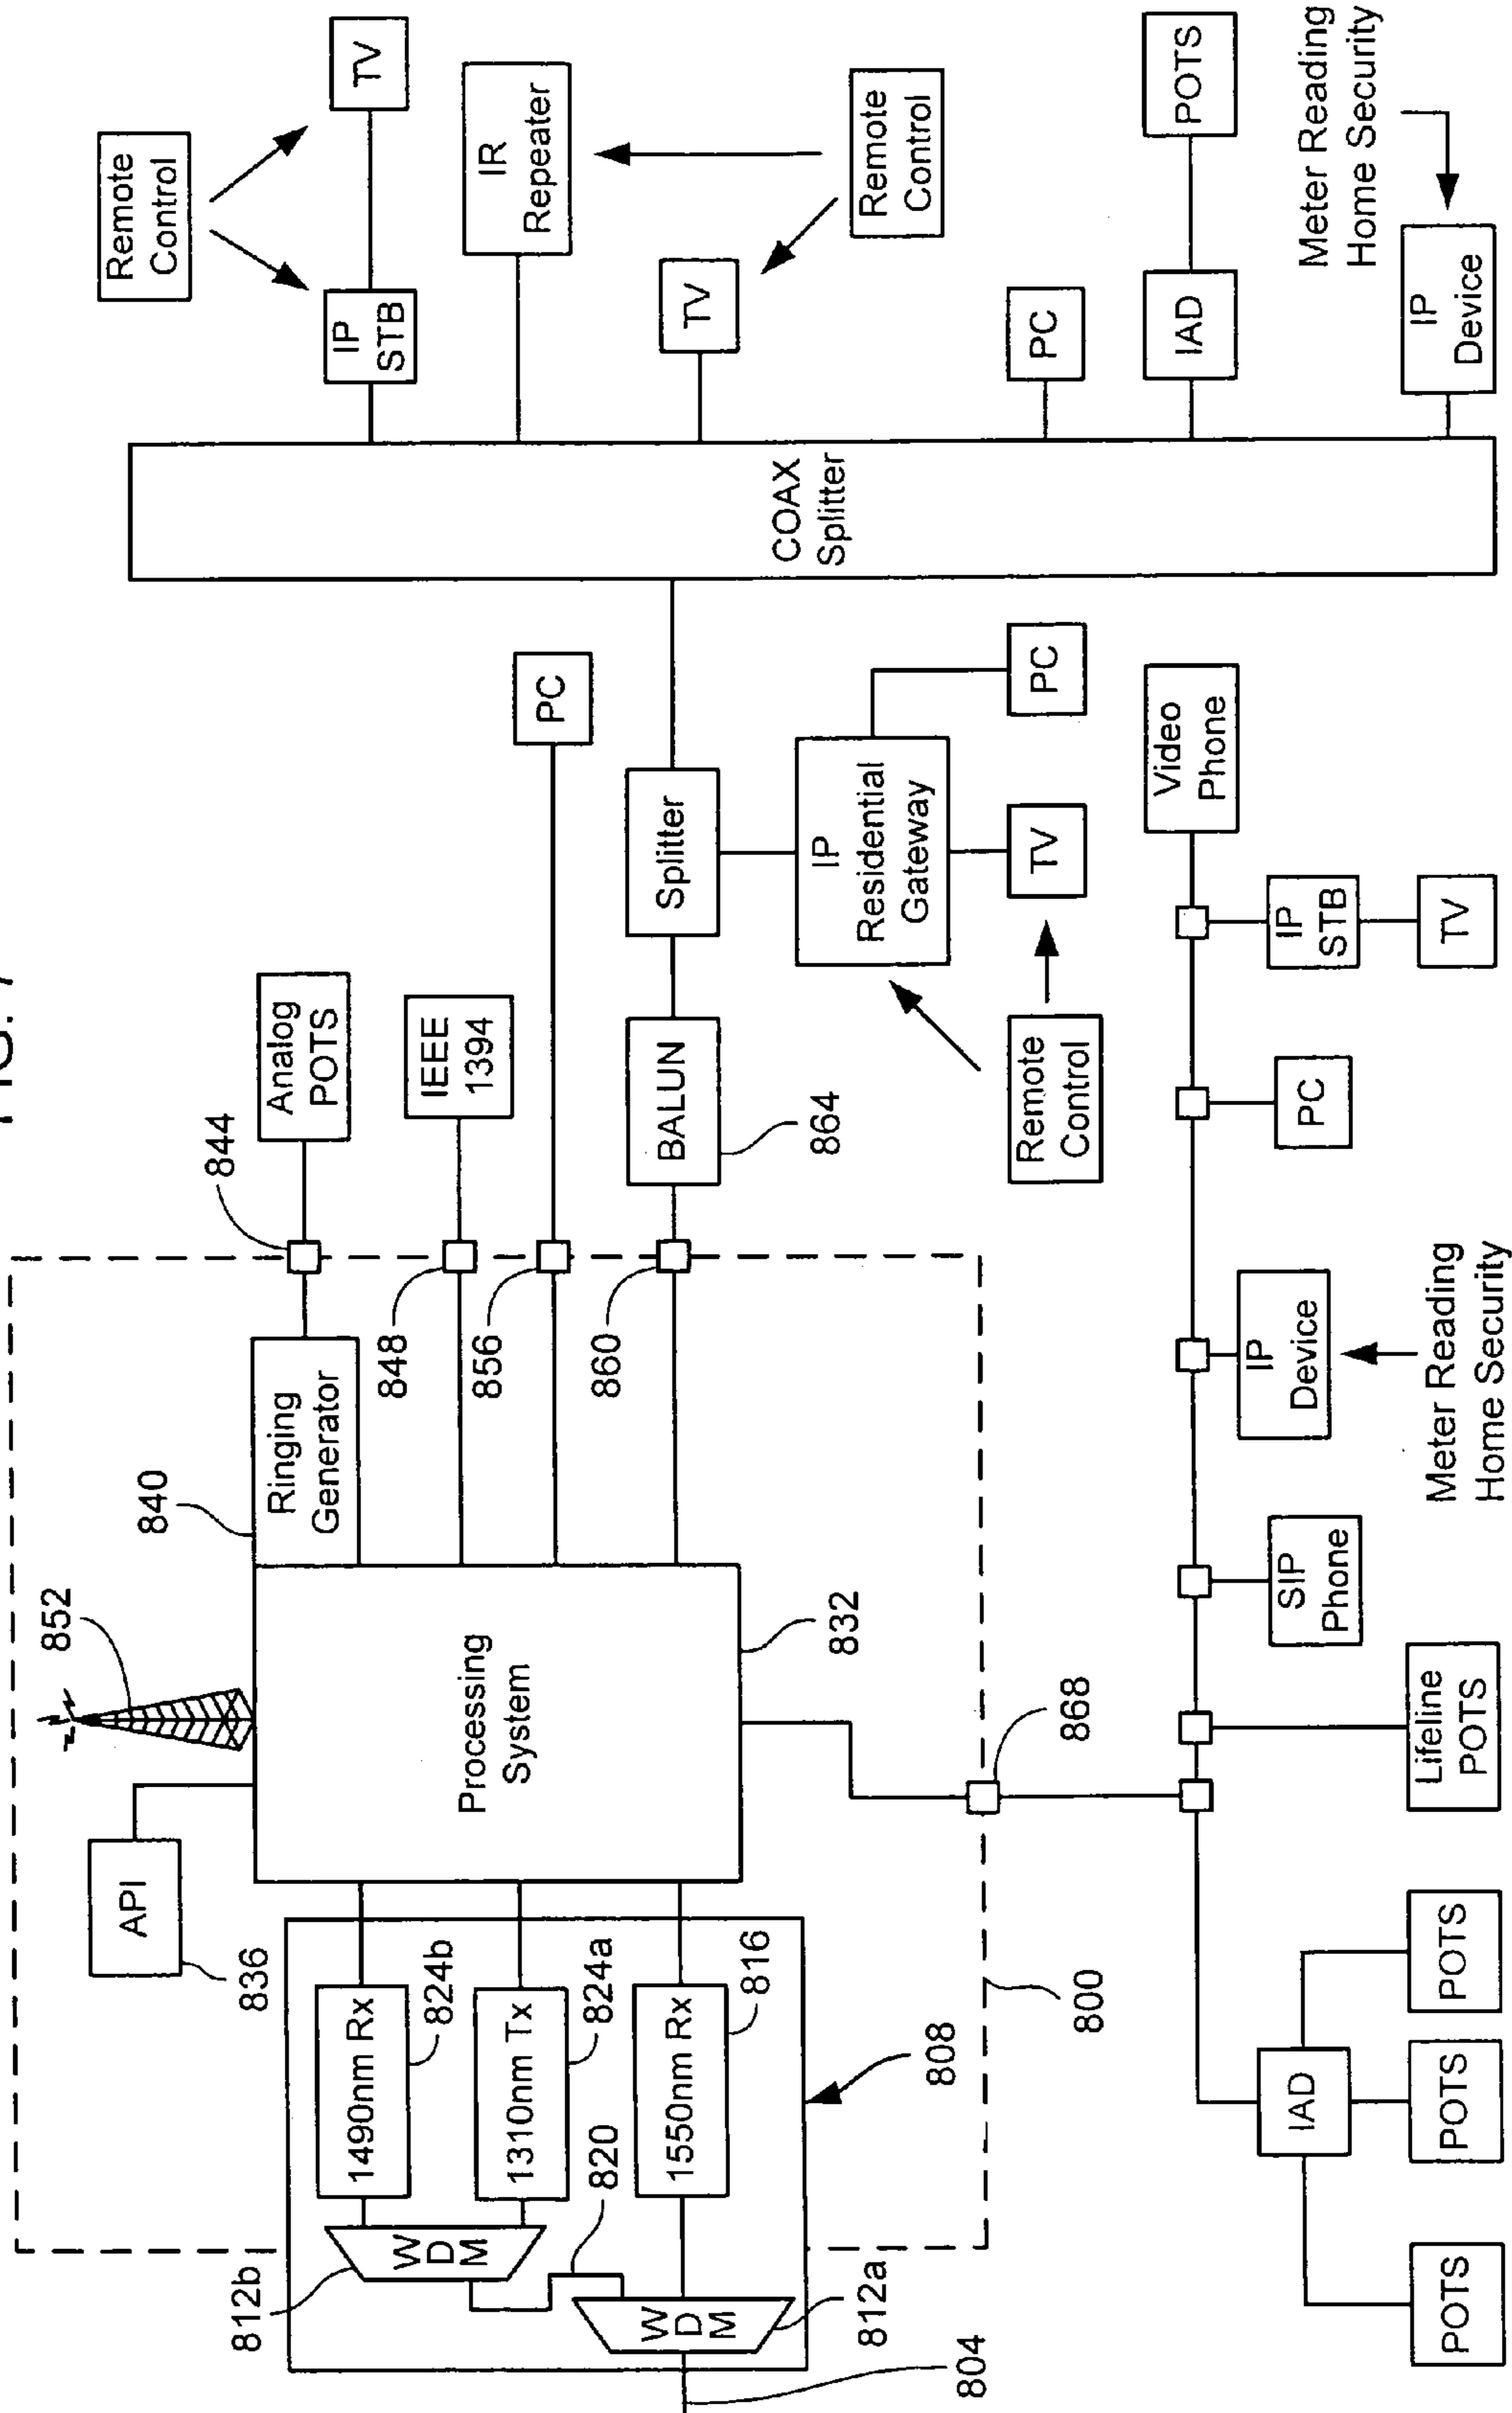 FIG. 7
852
840
844
Remote
Control
API
836
Ringing
Generator
Analog
POTS
IP
STB
TV
848
IEEE
1394
IR
Repeater
856
PC
860
BALUN
864
Splitter
TV
Remote
Control
Processing
System
832
812b
WDM
1490nm Rx
824b
1310nm Tx
824a
820
1550nm Rx
816
WDM
812a
804
808
800
868
COAX
Splitter
IP
Residential
Gateway
PC
TV
Remote
Control
PC
IAD
POTS
Meter Reading
Home Security
IP
Device
Video
Phone
IP
STB
TV
PC
IP
Device
Meter Reading
Home Security
SIP
Phone
Lifeline
POTS
IAD
POTS
POTS
POTS